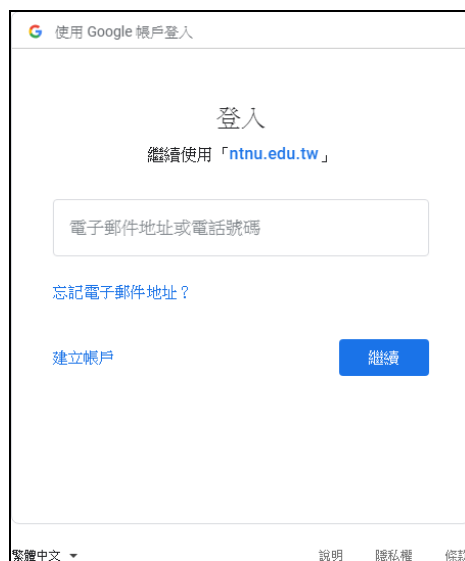 使用 Google 帳戶登入
登入
繼續使用「ntnu.edu.tw」
電子郵件地址或電話號碼
忘記電子郵件地址？
建立帳戶 繼續
繁體中文 說明 隱私權 條款